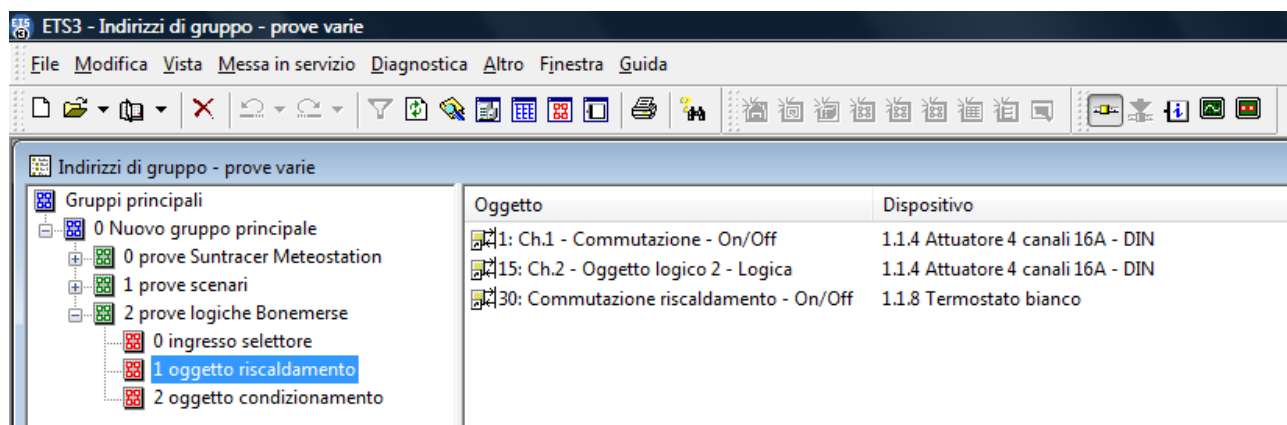 ETS3 - Indirizzi di gruppo - prove varie
File Modifica Vista Messa in servizio Diagnostica Altro Finestra Guida
Indirizzi di gruppo - prove varie
Gruppi principali
0 Nuovo gruppo principale
0 prove Suntracer Meteostation
1 prove scenari
2 prove logiche Bonemerse
0 ingresso selettore
1 oggetto riscaldamento
2 oggetto condizionamento
Oggetto Dispositivo
1: Ch.1 - Commutazione - On/Off 1.1.4 Attuatore 4 canali 16A - DIN
15: Ch.2 - Oggetto logico 2 - Logica 1.1.4 Attuatore 4 canali 16A - DIN
30: Commutazione riscaldamento - On/Off 1.1.8 Termostato bianco